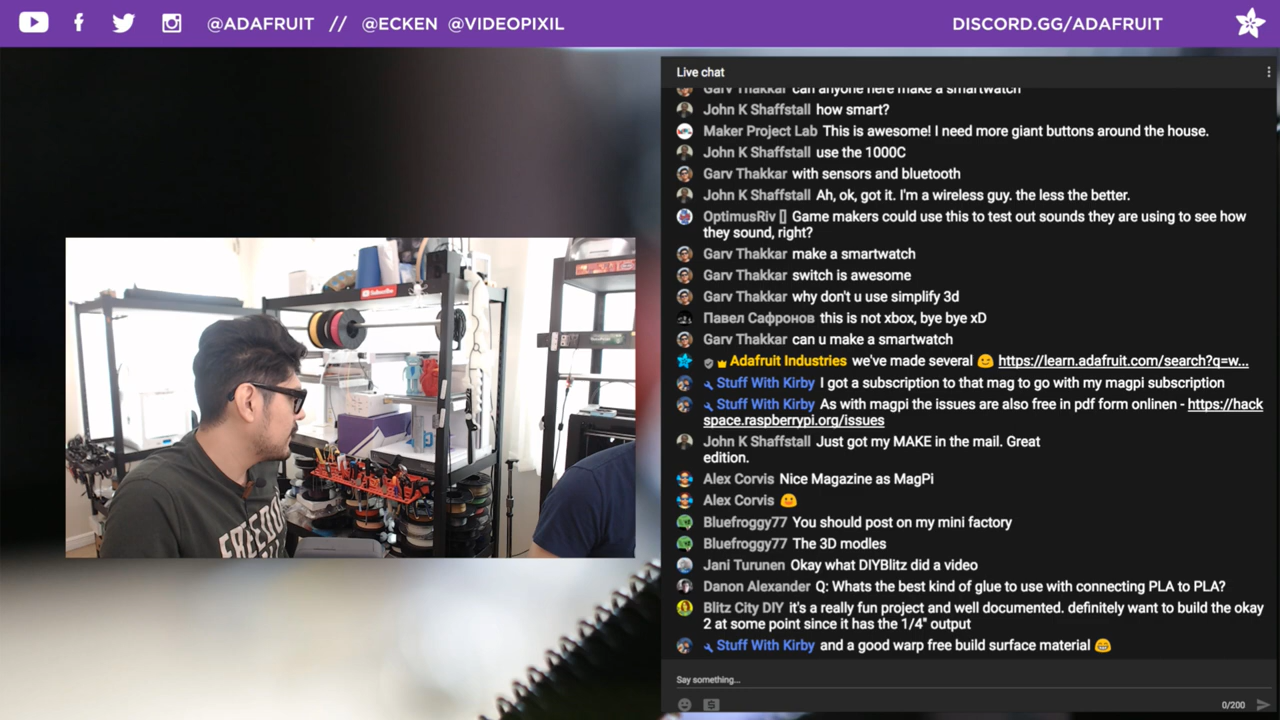 @ADAFRUIT // @ECKEN @VIDEOPIXIL
DISCORD.GG/ADAFRUIT
Live chat
Garv Thakkar can anyone here make a smartwatch
John K Shaffstall how smart?
Maker Project Lab This is awesome! I need more giant buttons around the house.
John K Shaffstall use the 1000C
Garv Thakkar with sensors and bluetooth
John K Shaffstall Ah, ok, got it. I'm a wireless guy. the less the better.
OptimusRiv [] Game makers could use this to test out sounds they are using to see how
they sound, right?
Garv Thakkar make a smartwatch
Garv Thakkar switch is awesome
Garv Thakkar why don't u use simplify 3d
Павел Сафронов this is not xbox, bye bye xD
Garv Thakkar can u make a smartwatch
Adafruit Industries we've made several 😊 https://learn.adafruit.com/search?q=w...
Stuff With Kirby I got a subscription to that mag to go with my magpi subscription
Stuff With Kirby As with magpi the issues are also free in pdf form onlinen - https://hack
space.raspberrypi.org/issues
John K Shaffstall Just got my MAKE in the mail. Great
edition.
Alex Corvis Nice Magazine as MagPi
Alex Corvis 😃
Bluefroggy77 You should post on my mini factory
Bluefroggy77 The 3D modles
Jani Turunen Okay what DIYBlitz did a video
Danon Alexander Q: Whats the best kind of glue to use with connecting PLA to PLA?
Blitz City DIY it's a really fun project and well documented. definitely want to build the okay
2 at some point since it has the 1/4" output
Stuff With Kirby and a good warp free build surface material 😁
Say something...
0/200
Subscribe